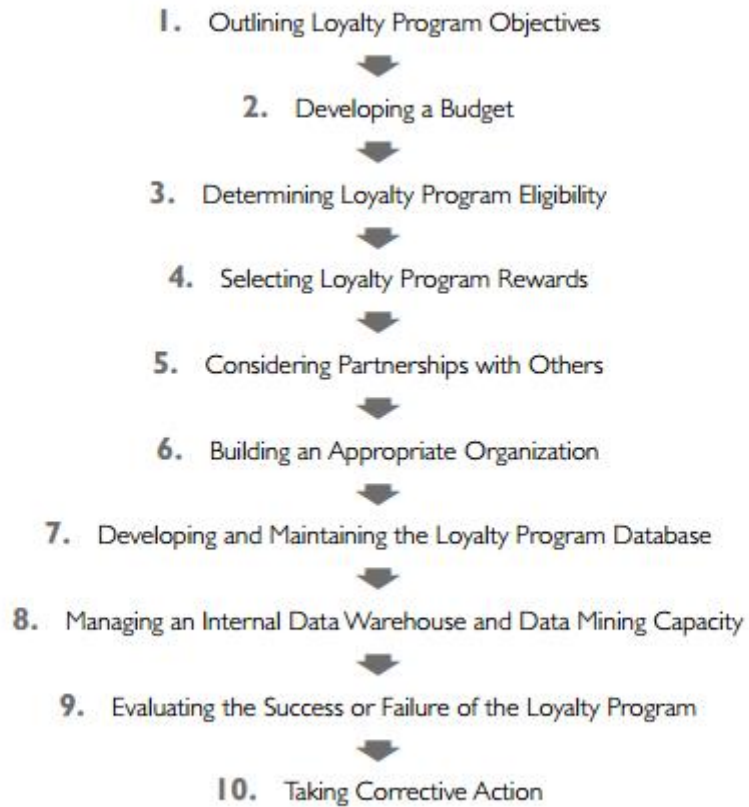 1. Outlining Loyalty Program Objectives
2. Developing a Budget
3. Determining Loyalty Program Eligibility
4. Selecting Loyalty Program Rewards
5. Considering Partnerships with Others
6. Building an Appropriate Organization
7. Developing and Maintaining the Loyalty Program Database
8. Managing an Internal Data Warehouse and Data Mining Capacity
9. Evaluating the Success or Failure of the Loyalty Program
10. Taking Corrective Action